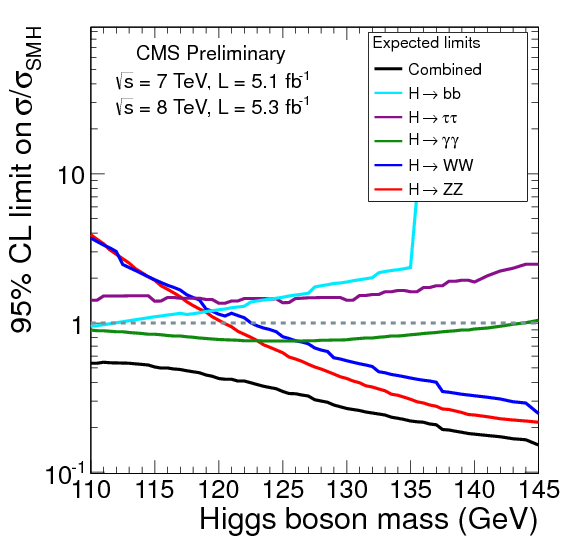 95% CL limit on σ/σSMH
CMS Preliminary
√s = 7 TeV, L = 5.1 fb-1
√s = 8 TeV, L = 5.3 fb-1
Expected limits
Combined
H→bb
H→ττ
H→γγ
H→WW
H→ZZ
10
1
10-1
110 115 120 125 130 135 140 145
Higgs boson mass (GeV)